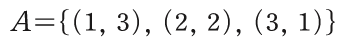 A={(1, 3), (2, 2), (3, 1)}